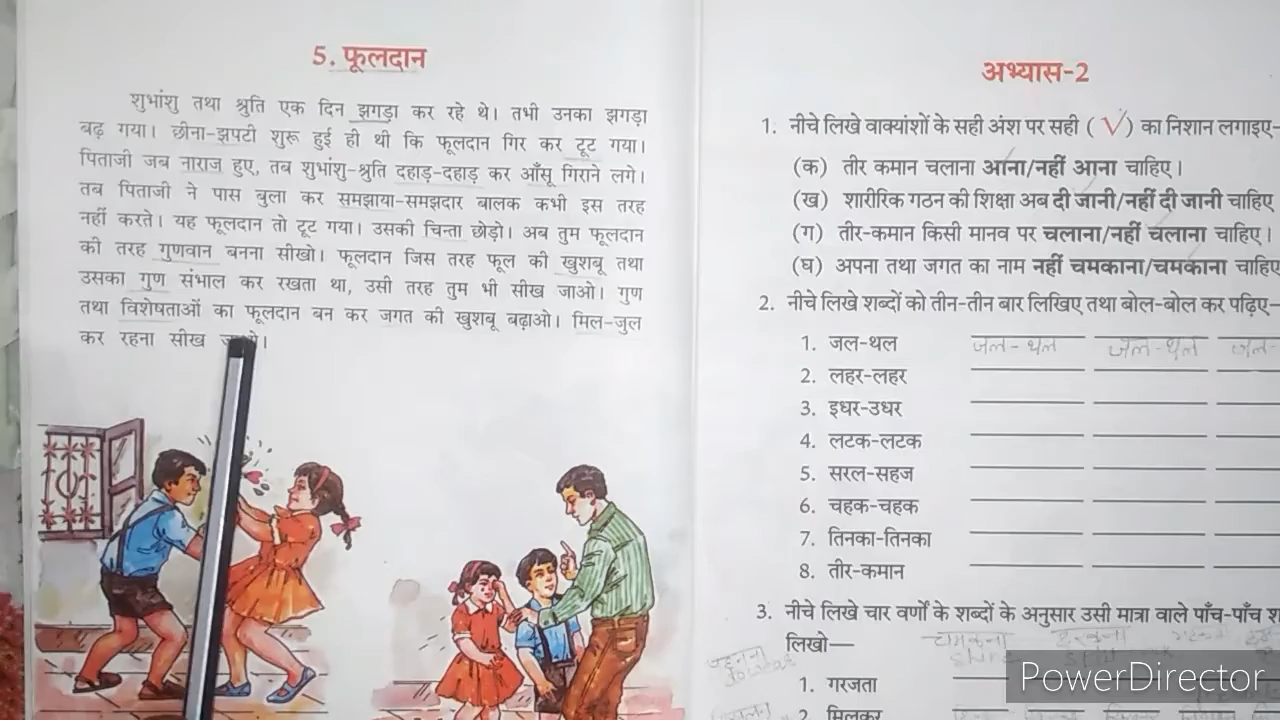 5. फूलदान
शुभांशु तथा श्रुति एक दिन झगड़ा कर रहे थे। तभी उनका झगड़ा
बढ़ गया। छीना-झपटी शुरू हुई ही थी कि फूलदान गिर कर टूट गया।
पिताजी जब नाराज हुए, तब शुभांशु-श्रुति दहाड़-दहाड़ कर आँसू गिराने लगे।
तब पिताजी ने पास बुला कर समझाया-समझदार बालक कभी इस तरह
नहीं करते। यह फूलदान तो टूट गया। उसकी चिन्ता छोड़ो। अब तुम फूलदान
की तरह गुणवान बनना सीखो। फूलदान जिस तरह फूल की खुशबू तथा
उसका गुण संभाल कर रखता था, उसी तरह तुम भी सीख जाओ। गुण
तथा विशेषताओं का फूलदान बन कर जगत की खुशबू बढ़ाओ। मिल-जुल
कर रहना सीख
अभ्यास-2
1. नीचे लिखे वाक्यांशों के सही अंश पर सही (√) का निशान लगाइए-
(क) तीर कमान चलाना आना/नहीं आना चाहिए।
(ख) शारीरिक गठन की शिक्षा अब दी जानी/नहीं दी जानी चाहिए
(ग) तीर-कमान किसी मानव पर चलाना/नहीं चलाना चाहिए।
(घ) अपना तथा जगत का नाम नहीं चमकाना/चमकाना चाहिए
2. नीचे लिखे शब्दों को तीन-तीन बार लिखिए तथा बोल-बोल कर पढ़िए—
1. जल-थल जल-थल जल-थल जल-
2. लहर-लहर
3. इधर-उधर
4. लटक-लटक
5. सरल-सहज
6. चहक-चहक
7. तिनका-तिनका
8. तीर-कमान
3. नीचे लिखे चार वर्णों के शब्दों के अनुसार उसी मात्रा वाले पाँच-पाँच
लिखो—
चमकना
1. गरजता
2. मिलकर
PowerDirector